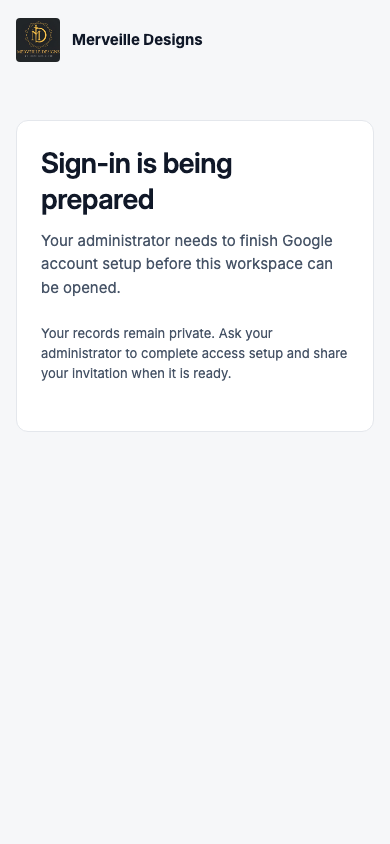 MERVEILLE DESIGNS
Merveille Designs
Sign-in is being
prepared
Your administrator needs to finish Google
account setup before this workspace can
be opened.
Your records remain private. Ask your
administrator to complete access setup and share
your invitation when it is ready.